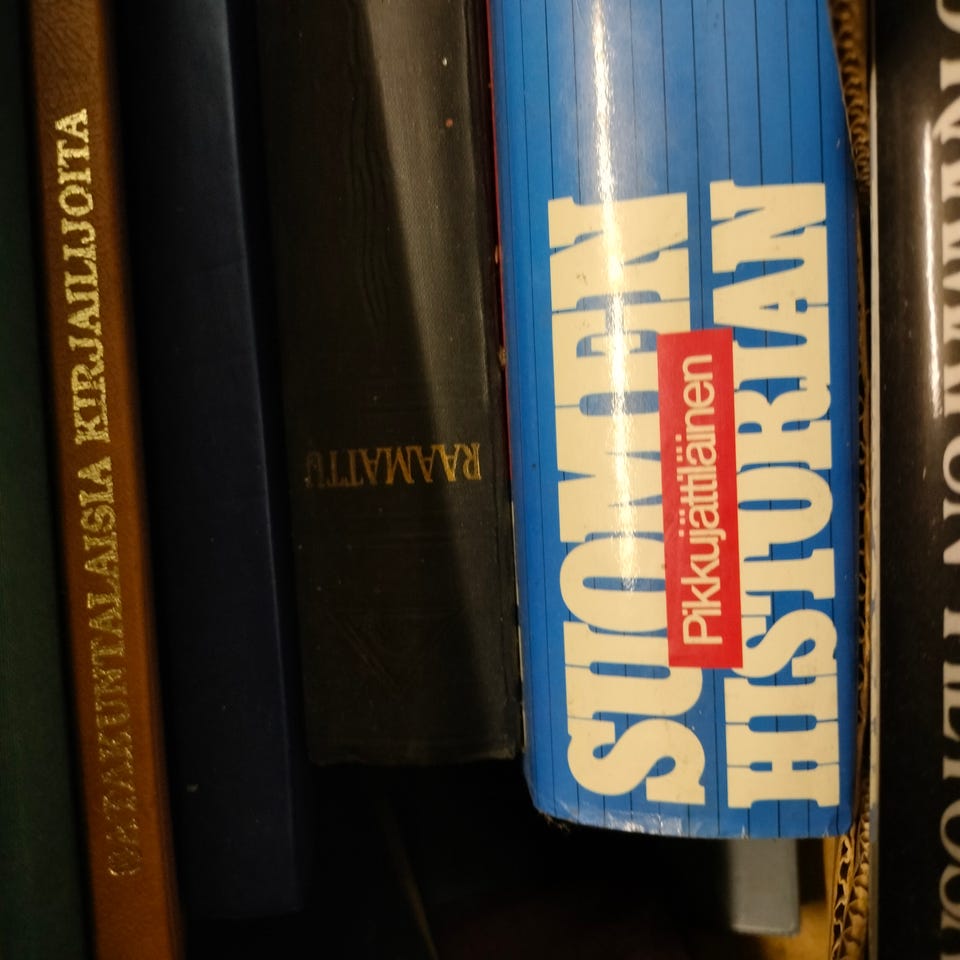 SATAKUNTALAISIA KIRJAILIJOITA
RAAMATTU
SUOMEN
HISTORIAN
Pikkujättiläinen